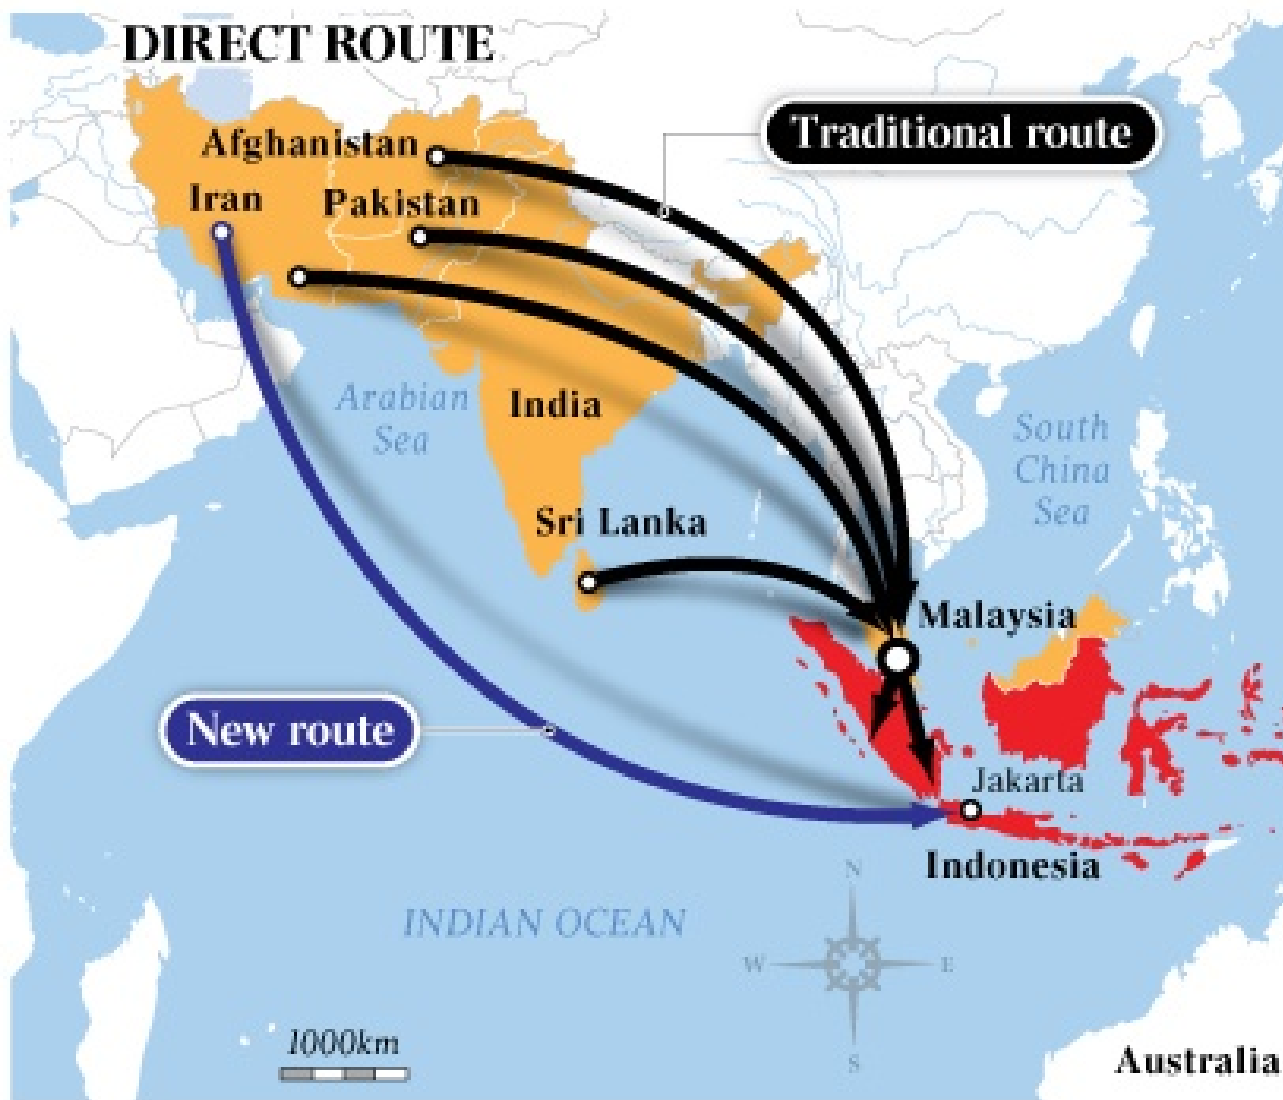 DIRECT ROUTE
Traditional route
Afghanistan
Iran
Pakistan
Arabian
Sea
India
South
China
Sea
Sri Lanka
Malaysia
New route
Jakarta
Indonesia
INDIAN OCEAN
N
W
E
S
1000km
Australia